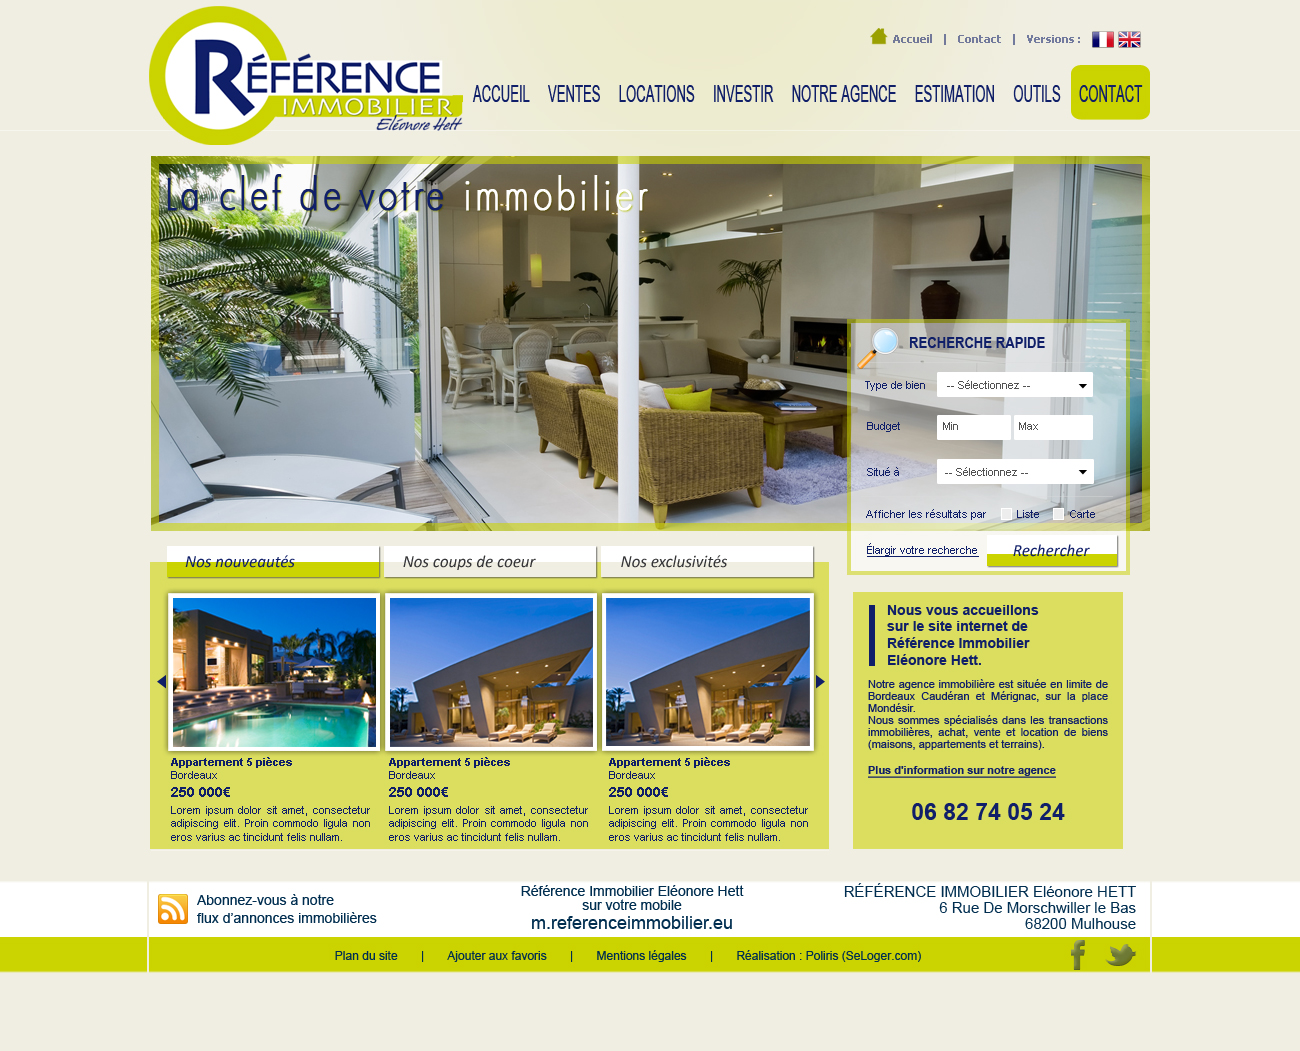 RÉFÉRENCE
IMMOBILIER
Eléonore Hett
Accueil | Contact | Versions :
ACCUEIL VENTES LOCATIONS INVESTIR NOTRE AGENCE ESTIMATION OUTILS CONTACT
la clef de votre immobilier
RECHERCHE RAPIDE
Type de bien -- Sélectionnez --
Budget Min Max
Situé à -- Sélectionnez --
Afficher les résultats par Liste Carte
Élargir votre recherche Rechercher
Nos nouveautés Nos coups de coeur Nos exclusivités
Appartement 5 pièces
Bordeaux
250 000€
Lorem ipsum dolor sit amet, consectetur
adipiscing elit. Proin commodo ligula non
eros varius ac tincidunt felis nullam.
Appartement 5 pièces
Bordeaux
250 000€
Lorem ipsum dolor sit amet, consectetur
adipiscing elit. Proin commodo ligula non
eros varius ac tincidunt felis nullam.
Appartement 5 pièces
Bordeaux
250 000€
Lorem ipsum dolor sit amet, consectetur
adipiscing elit. Proin commodo ligula non
eros varius ac tincidunt felis nullam.
Nous vous accueillons
sur le site internet de
Référence Immobilier
Eléonore Hett.
Notre agence immobilière est située en limite de
Bordeaux Caudéran et Mérignac, sur la place
Mondésir.
Nous sommes spécialisés dans les transactions
immobilières, achat, vente et location de biens
(maisons, appartements et terrains).
Plus d'information sur notre agence
06 82 74 05 24
Abonnez-vous à notre
flux d'annonces immobilières
Référence Immobilier Eléonore Hett
sur votre mobile
m.referenceimmobilier.eu
RÉFÉRENCE IMMOBILIER Eléonore HETT
6 Rue De Morschwiller le Bas
68200 Mulhouse
Plan du site | Ajouter aux favoris | Mentions légales | Réalisation : Poliris (SeLoger.com)